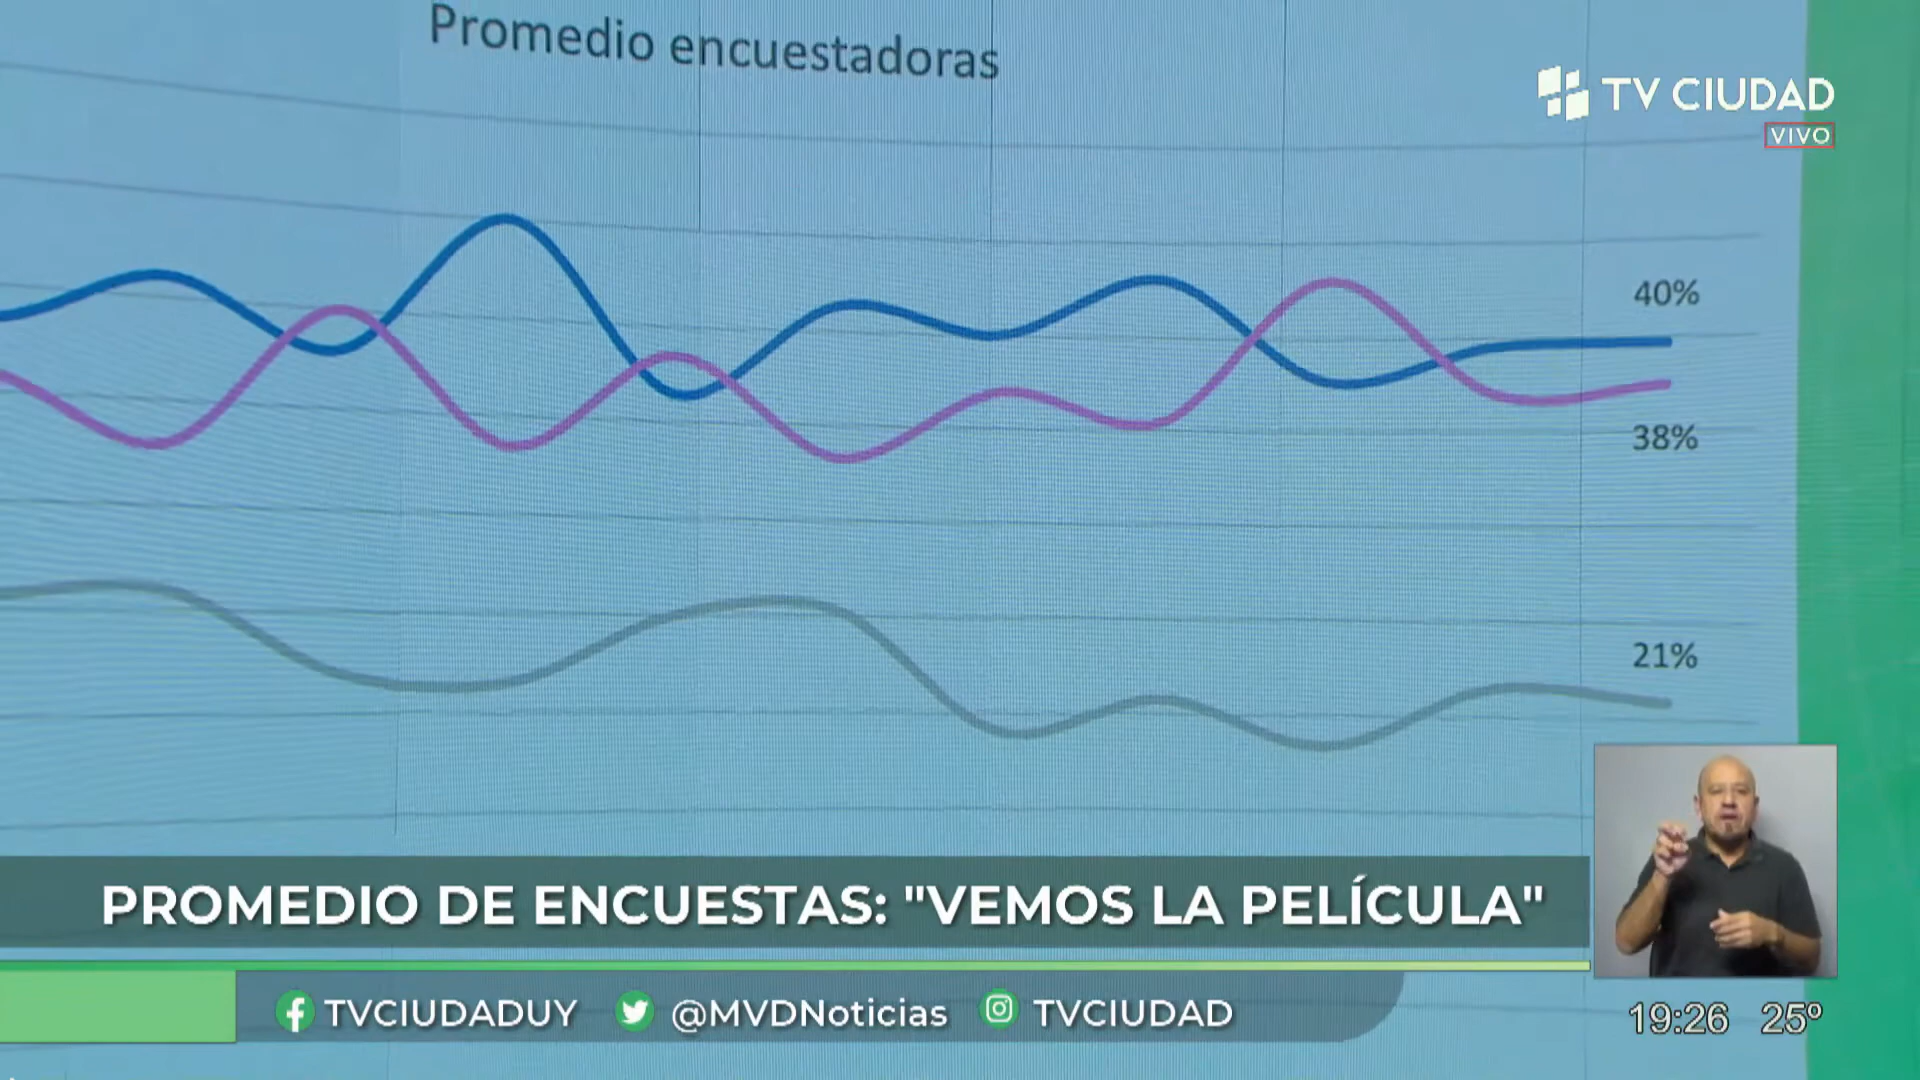 Promedio encuestadoras
TV CIUDAD
VIVO
40%
38%
21%
PROMEDIO DE ENCUESTAS: "VEMOS LA PELÍCULA"
TVCIUDADUY @MVDNoticias TVCIUDAD
19:26 25º